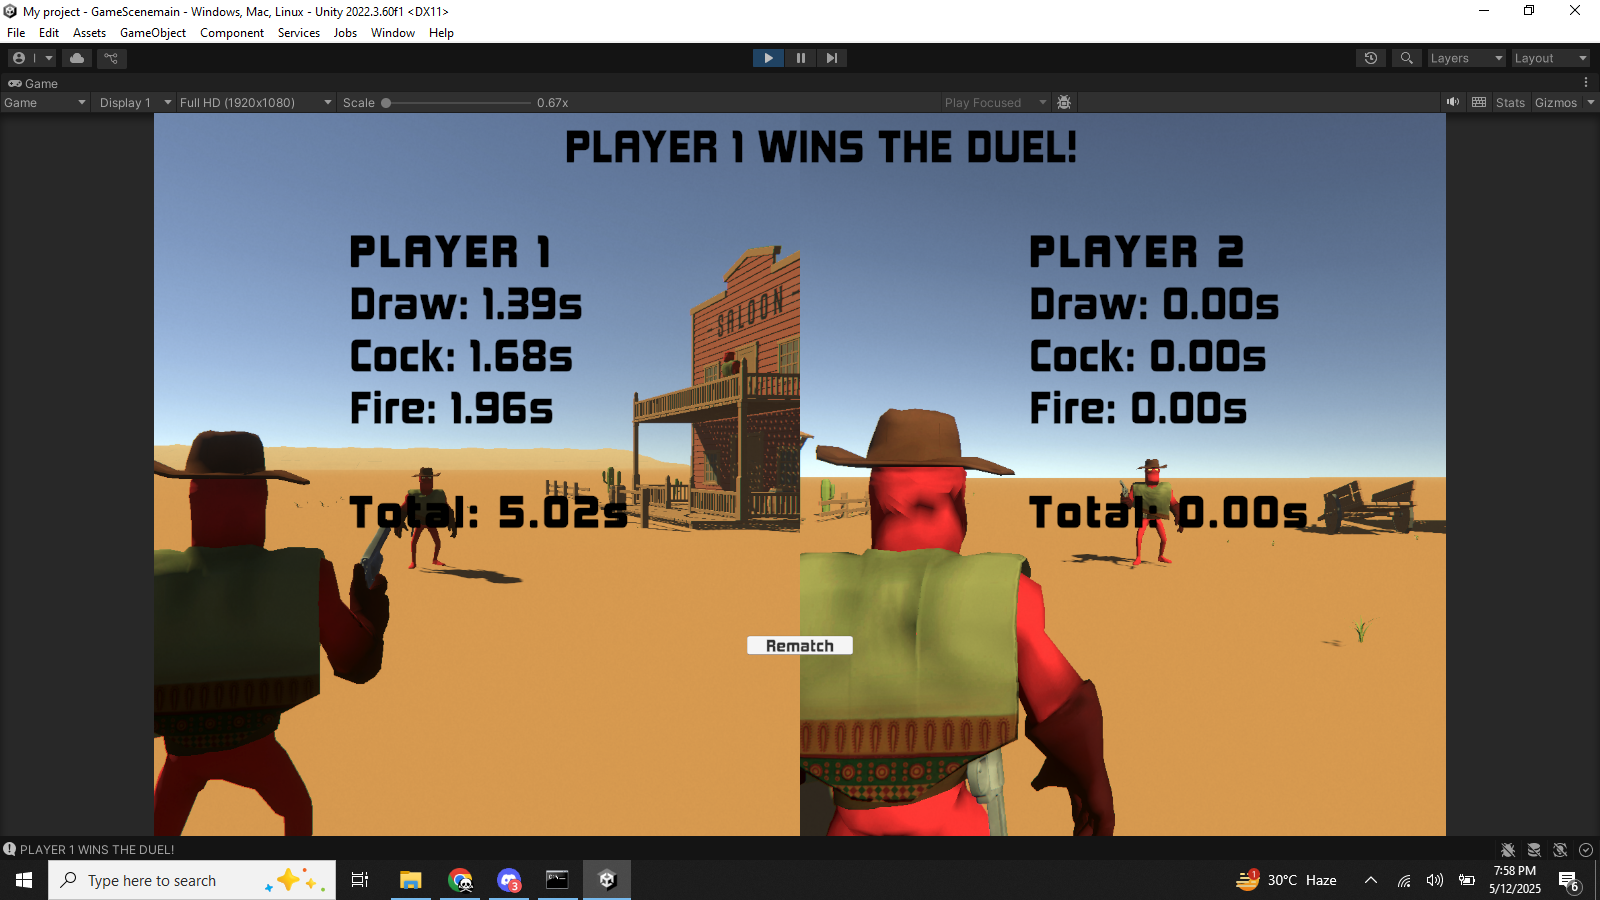 My project - GameScenemain - Windows, Mac, Linux - Unity 2022.3.60f1 <DX11>
File Edit Assets GameObject Component Services Jobs Window Help
I
Layers Layout
Game
Game Display 1 Full HD (1920x1080) Scale 0.67x Play Focused Stats Gizmos
PLAYER 1 WINS THE DUEL!
PLAYER 1
Draw: 1.39s
Cock: 1.68s
Fire: 1.96s
Total: 5.02s
SALOON
PLAYER 2
Draw: 0.00s
Cock: 0.00s
Fire: 0.00s
Total: 0.00s
Rematch
PLAYER 1 WINS THE DUEL!
Type here to search
3
1
30°C Haze
7:58 PM
5/12/2025
6